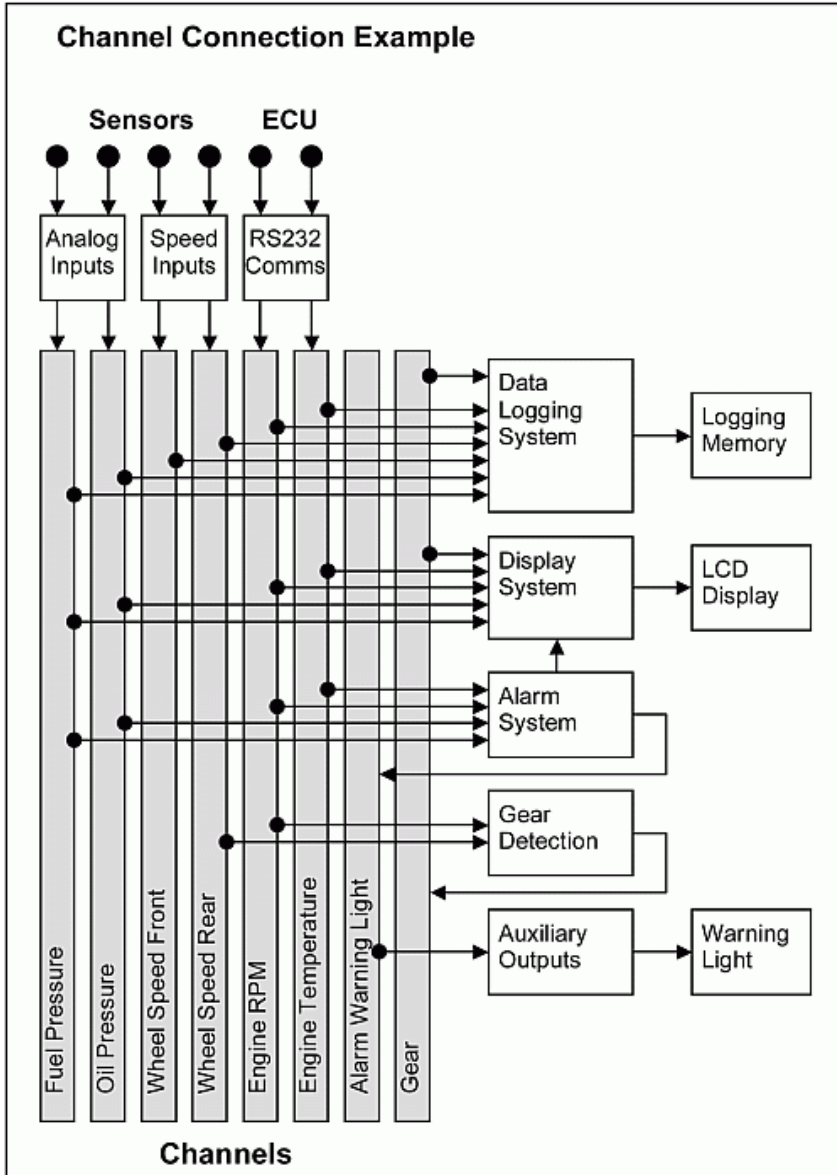 Channel Connection Example
Sensors
ECU
Analog
Inputs
Speed
Inputs
RS232
Comms
Data
Logging
System
Logging
Memory
Display
System
LCD
Display
Alarm
System
Gear
Detection
Auxiliary
Outputs
Warning
Light
Fuel Pressure
Oil Pressure
Wheel Speed Front
Wheel Speed Rear
Engine RPM
Engine Temperature
Alarm Warning Light
Gear
Channels